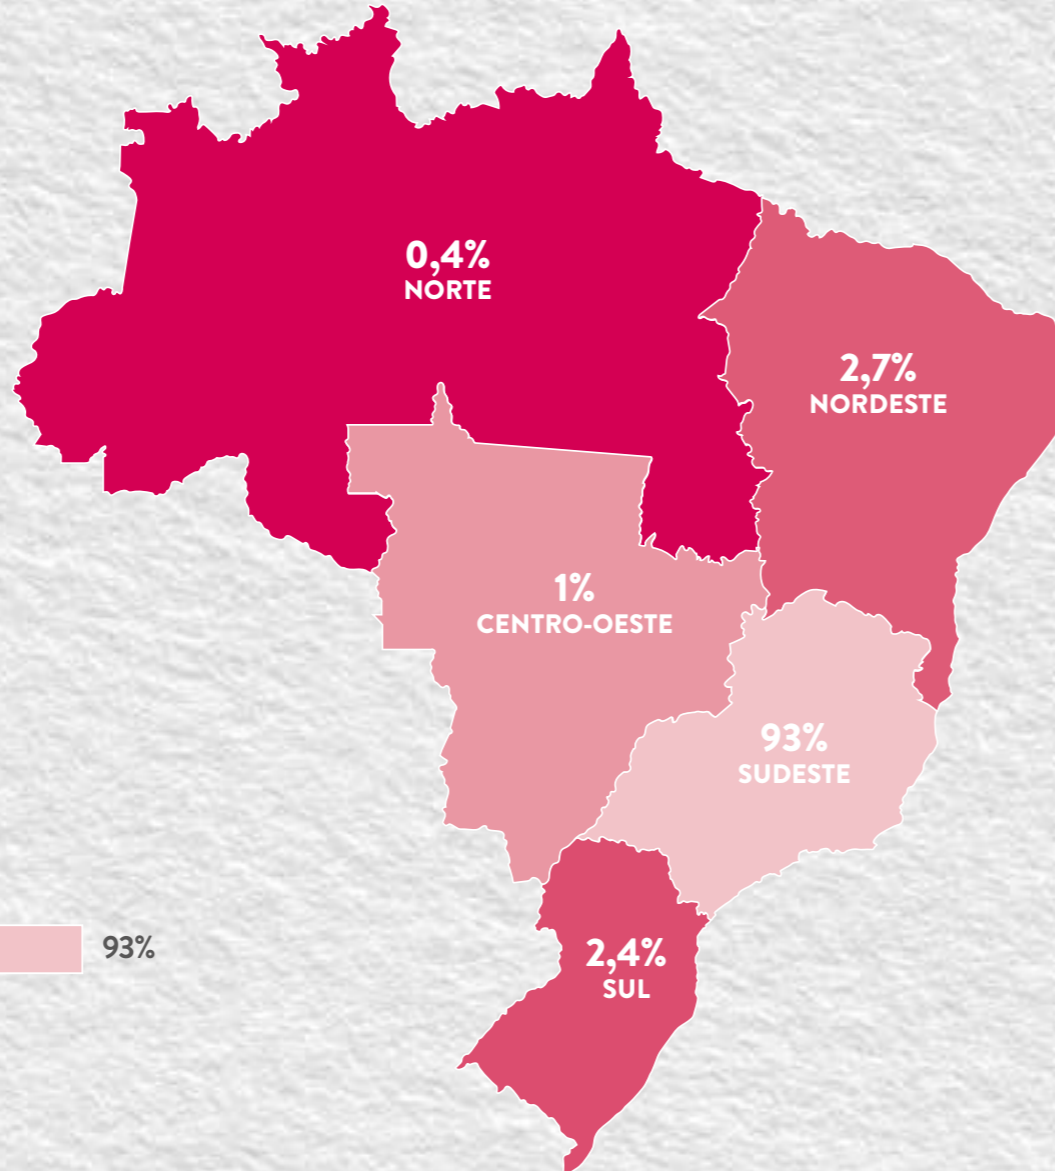 0,4%
NORTE
2,7%
NORDESTE
1%
CENTRO-OESTE
93%
SUDESTE
93%
2,4%
SUL